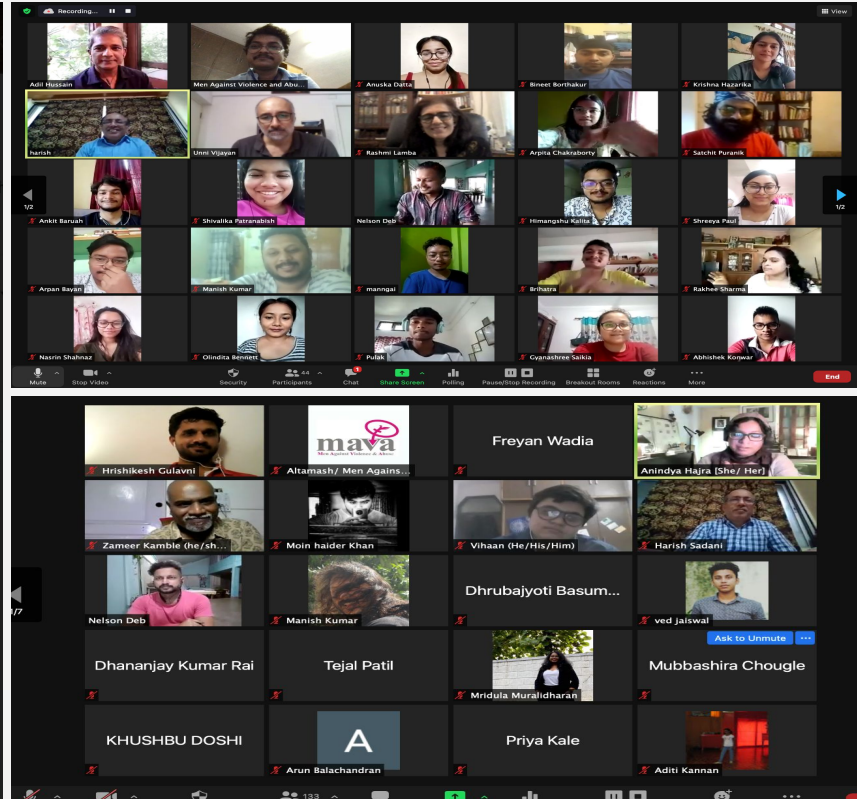 Recording...
View
Adil Hussain
Men Against Violence and Abu...
Anuska Datta
Bineet Borthakur
Krishna Hazarika
harish
Unni Vijayan
Rashmi Lamba
Arpita Chakraborty
Satchit Puranik
1/2
1/2
Ankit Baruah
Shivalika Patranabish
Nelson Deb
Himangshu Kalita
Shreeya Paul
Arpan Bayan
Manish Kumar
manngai
Brihatra
Rakhee Sharma
Nasrin Shahnaz
Olindita Bennett
Pulak
Gyanashree Saikia
Abhishek Konwar
44
1
Mute
Stop Video
Security
Participants
Chat
Share Screen
Polling
Pause/Stop Recording
Breakout Rooms
Reactions
More
End
mava
Men Against Violence & Abuse
Freyan Wadia
Hrishikesh Gulavni
Altamash/ Men Agains...
Anindya Hajra [She/ Her]
Zameer Kamble (he/sh...
Moin haider Khan
Vihaan (He/His/Him)
Harish Sadani
/7
Dhrubajyoti Basum...
Nelson Deb
Manish Kumar
ved jaiswal
Ask to Unmute
Dhananjay Kumar Rai
Tejal Patil
Mridula Muralidharan
Mubbashira Chougle
KHUSHBU DOSHI
A
Arun Balachandran
Priya Kale
Aditi Kannan
133